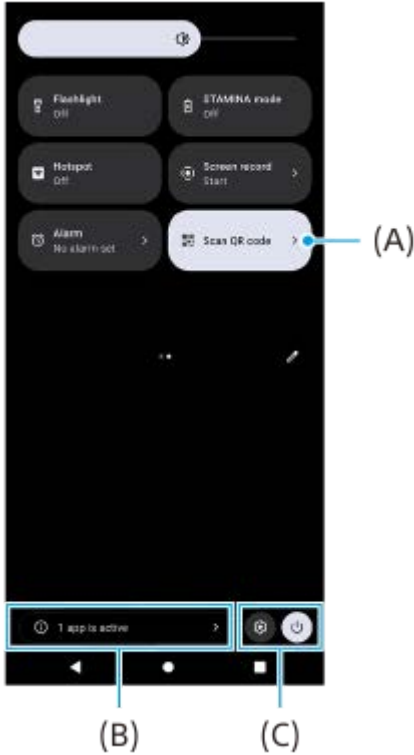 Flashlight
Off
STAMINA mode
Off
Hotspot
Off
Screen record
Start
Alarm
No alarm set
Scan QR code
(A)
1 app is active
(B)
(C)